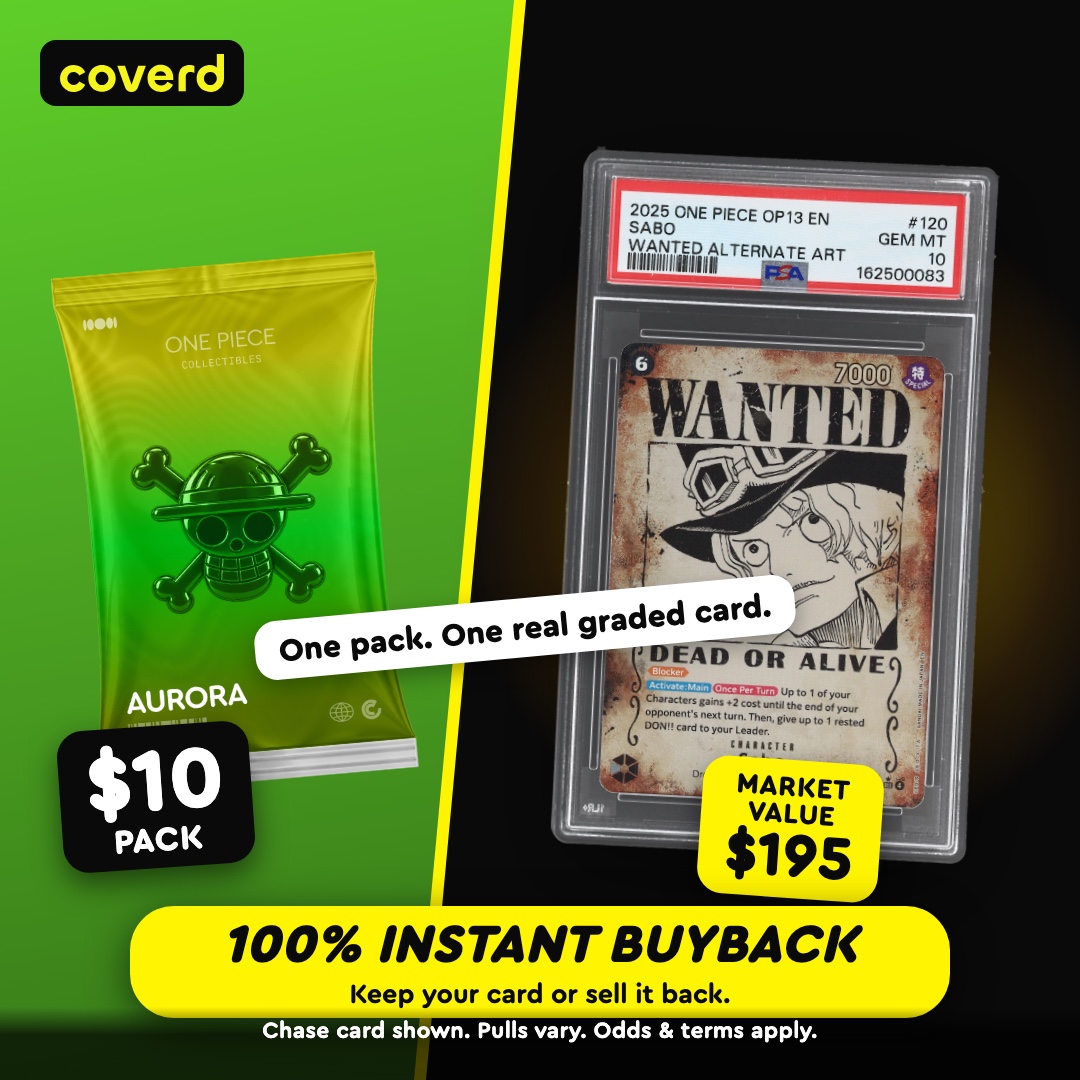 coverd
2025 ONE PIECE OP13 EN
#120
SABO
GEM MT
WANTED ALTERNATE ART
10
PSA
162500083
ONE PIECE
COLLECTIBLES
6
7000
特
SPECIAL
WANTED
One pack. One real graded card.
DEAD OR ALIVE
Blocker
Activate:Main Once Per Turn Up to 1 of your
Characters gains +2 cost until the end of your
opponent's next turn. Then, give up to 1 rested
DON!! card to your Leader.
CHARACTER
AURORA
$10
PACK
MARKET
VALUE
$195
100% INSTANT BUYBACK
Keep your card or sell it back.
Chase card shown. Pulls vary. Odds & terms apply.